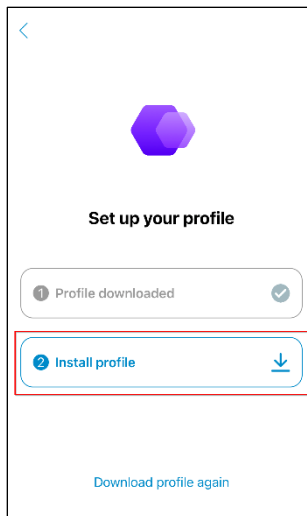 Set up your profile
1 Profile downloaded
2 Install profile
Download profile again